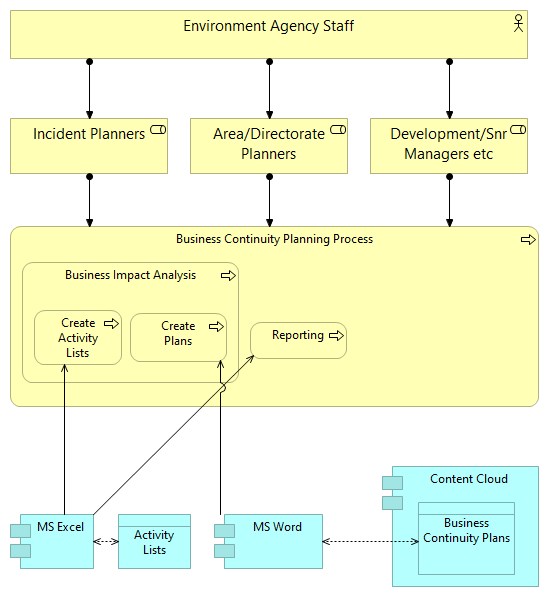 Environment Agency Staff
Incident Planners
Area/Directorate
Planners
Development/Snr
Managers etc
Business Continuity Planning Process
Business Impact Analysis
Create
Activity
Lists
Create
Plans
Reporting
MS Excel
Activity
Lists
MS Word
Content Cloud
Business
Continuity Plans